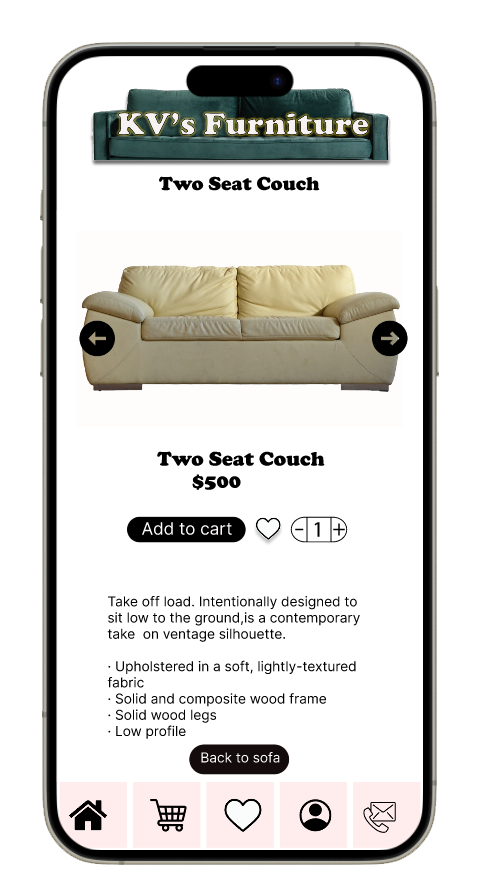 KV's Furniture
Two Seat Couch
Two Seat Couch
$500
Add to cart
− 1 +
Take off load. Intentionally designed to
sit low to the ground,is a contemporary
take  on ventage silhouette.
· Upholstered in a soft, lightly-textured
fabric
· Solid and composite wood frame
· Solid wood legs
· Low profile
Back to sofa